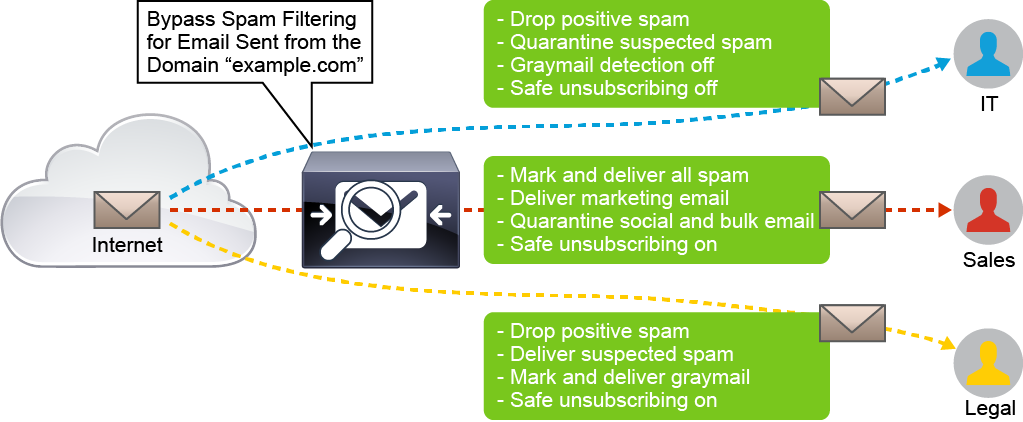 Bypass Spam Filtering
for Email Sent from the
Domain “example.com”
- Drop positive spam
- Quarantine suspected spam
- Graymail detection off
- Safe unsubscribing off
IT
Internet
- Mark and deliver all spam
- Deliver marketing email
- Quarantine social and bulk email
- Safe unsubscribing on
Sales
- Drop positive spam
- Deliver suspected spam
- Mark and deliver graymail
- Safe unsubscribing on
Legal